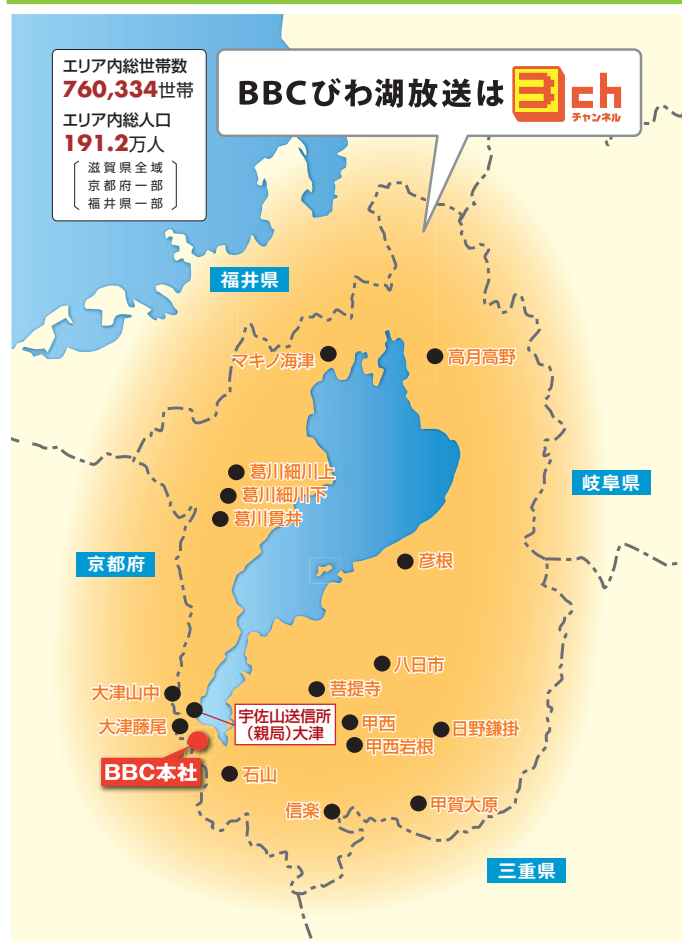 エリア内総世帯数
760,334世帯
エリア内総人口
191.2万人
滋賀県全域
京都府一部
福井県一部
BBCびわ湖放送は 3ch
チャンネル
福井県
マキノ海津
高月高野
葛川細川上
葛川細川下
葛川貫井
岐阜県
京都府
彦根
八日市
大津山中
菩提寺
宇佐山送信所
（親局）大津
大津藤尾
甲西
日野鎌掛
甲西岩根
BBC本社
石山
信楽
甲賀大原
三重県